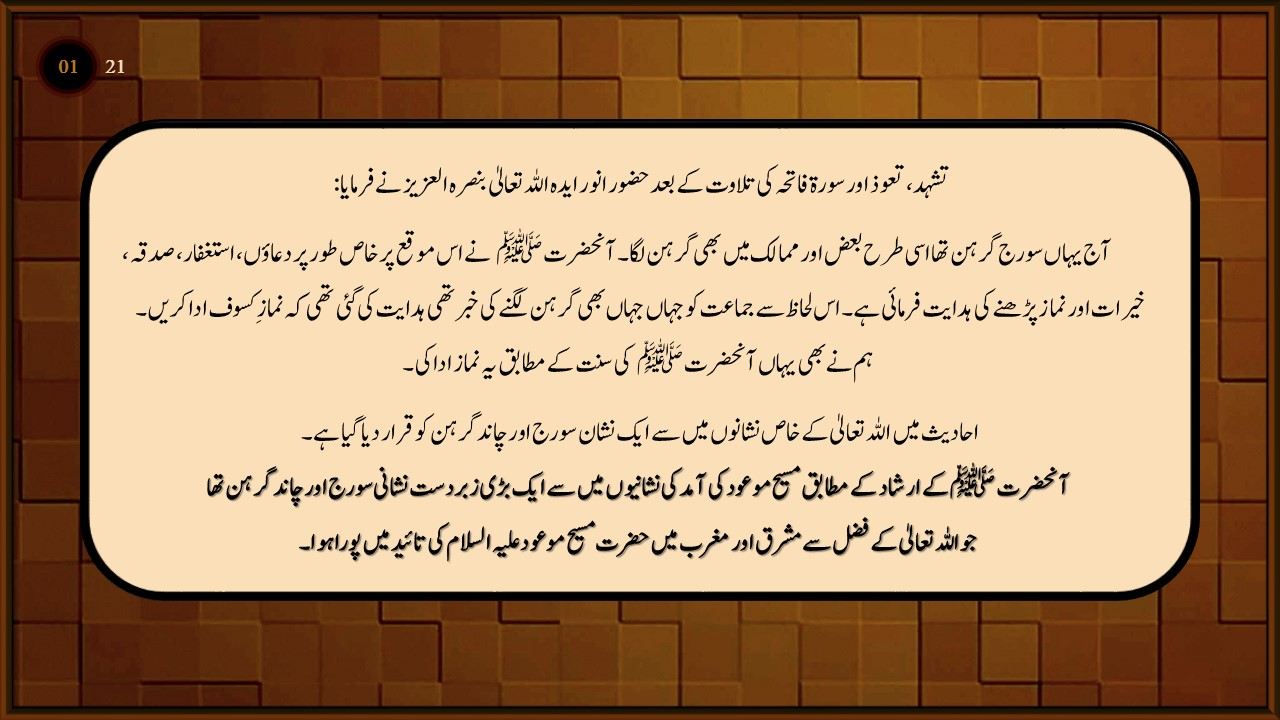 01 21
تشہد، تعوذ اور سورۃ فاتحہ کی تلاوت کے بعد حضور انور ایدہ اللہ تعالیٰ بنصرہ العزیز نے فرمایا:
آج یہاں سورج گرہن تھا اسی طرح بعض اور ممالک میں بھی گرہن لگا۔ آنحضرت ﷺ نے اس موقع پر خاص طور پر دعاؤں، استغفار، صدقہ،
خیرات اور نماز پڑھنے کی ہدایت فرمائی ہے۔ اس لحاظ سے جماعت کو جہاں جہاں بھی گرہن لگنے کی خبر تھی ہدایت کی گئی تھی کہ نمازِ کسوف ادا کریں۔
ہم نے بھی یہاں آنحضرت ﷺ کی سنت کے مطابق یہ نماز ادا کی۔
احادیث میں اللہ تعالیٰ کے خاص نشانوں میں سے ایک نشان سورج اور چاند گرہن کو قرار دیا گیا ہے۔
آنحضرت ﷺ کے ارشاد کے مطابق مسیح موعود کی آمد کی نشانیوں میں سے ایک بڑی زبردست نشانی سورج اور چاند گرہن تھا
جو اللہ تعالیٰ کے فضل سے مشرق اور مغرب میں حضرت مسیح موعود علیہ السلام کی تائید میں پورا ہوا۔